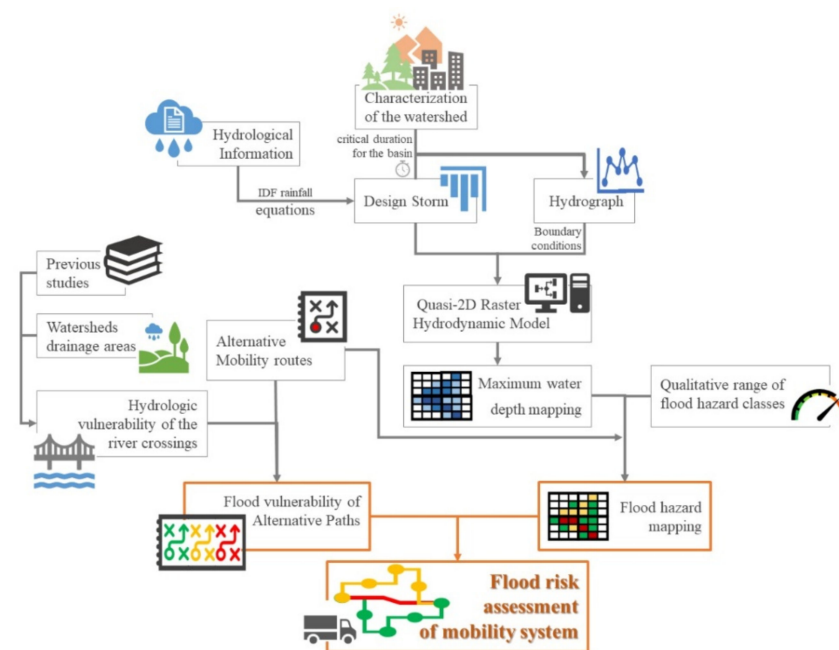 Characterization
of the watershed
Hydrological
Information
critical duration
for the basin
IDF rainfall
equations
Design Storm
Hydrograph
Boundary
conditions
Previous
studies
Watersheds
drainage areas
Alternative
Mobility routes
Quasi-2D Raster
Hydrodynamic Model
Hydrologic
vulnerability of the
river crossings
Maximum water
depth mapping
Qualitative range of
flood hazard classes
Flood vulnerability of
Alternative Paths
Flood hazard
mapping
Flood risk
assessment
of mobility system